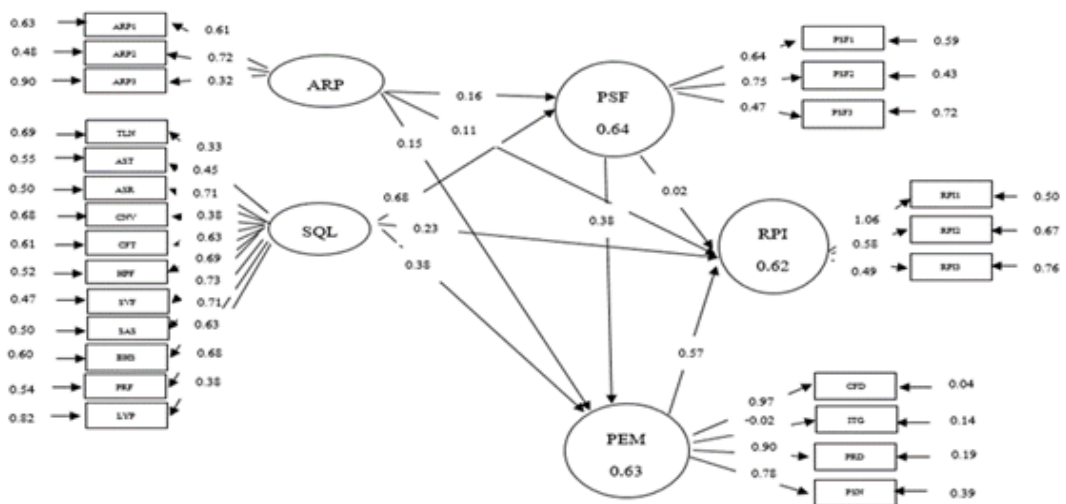 0.63 ARP1 0.61
0.48 ARP2 0.72
0.90 ARP3 0.32
ARP
0.69 TLN 0.33
0.55 AST 0.45
0.50 ASR 0.71
0.68 CNV 0.38
0.61 CFT 0.63
0.52 HPF 0.69
0.47 SVF 0.73
0.50 SAS 0.71
0.60 0.63
0.54 PRF 0.68
0.82 LYP 0.38
SQL
0.16
0.11
0.15
0.68
0.23
0.38
PSF
0.64
0.64 PSF1 0.59
0.75 PSF2 0.43
0.47 PSF3 0.72
0.02
0.38
RPI
0.62
1.06 RPI1 0.50
0.58 RPI2 0.67
0.49 RPI3 0.76
0.57
PEM
0.63
0.97 CFD 0.04
-0.02 ITG 0.14
0.90 PRD 0.19
0.78 PSN 0.39